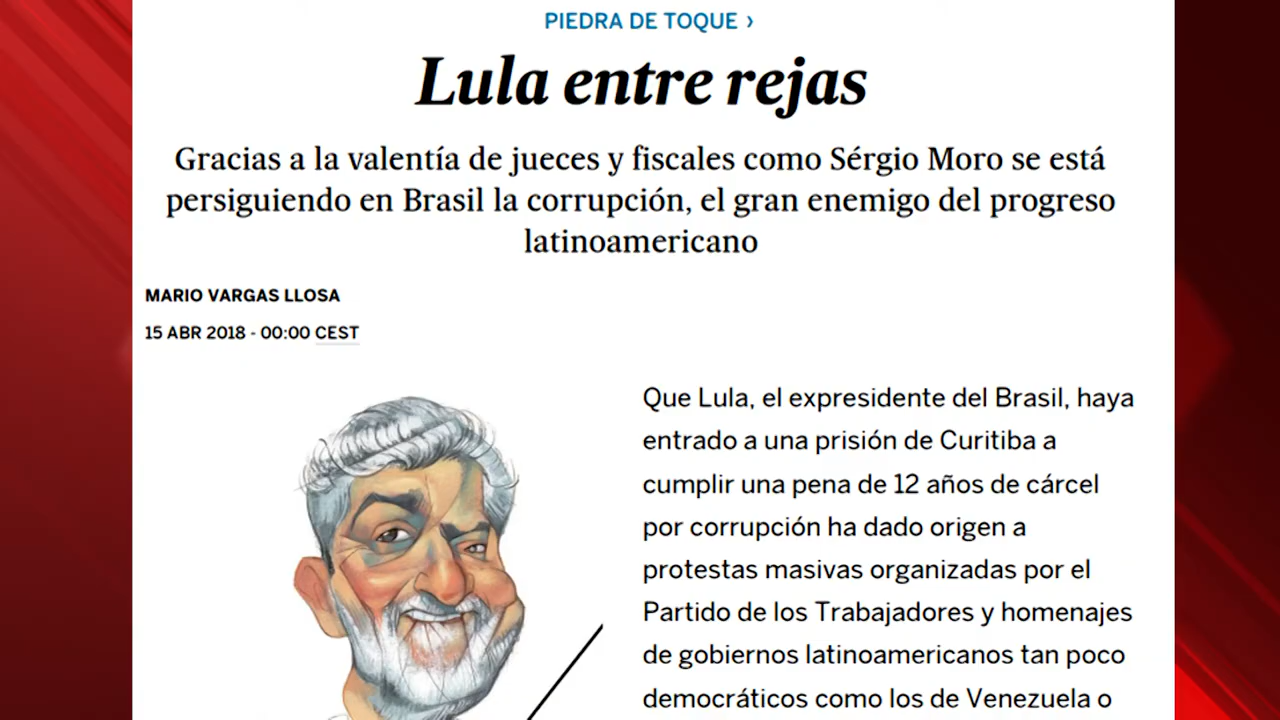 PIEDRA DE TOQUE ›
Lula entre rejas
Gracias a la valentía de jueces y fiscales como Sérgio Moro se está
persiguiendo en Brasil la corrupción, el gran enemigo del progreso
latinoamericano
MARIO VARGAS LLOSA
15 ABR 2018 - 00:00 CEST
Que Lula, el expresidente del Brasil, haya
entrado a una prisión de Curitiba a
cumplir una pena de 12 años de cárcel
por corrupción ha dado origen a
protestas masivas organizadas por el
Partido de los Trabajadores y homenajes
de gobiernos latinoamericanos tan poco
democráticos como los de Venezuela o